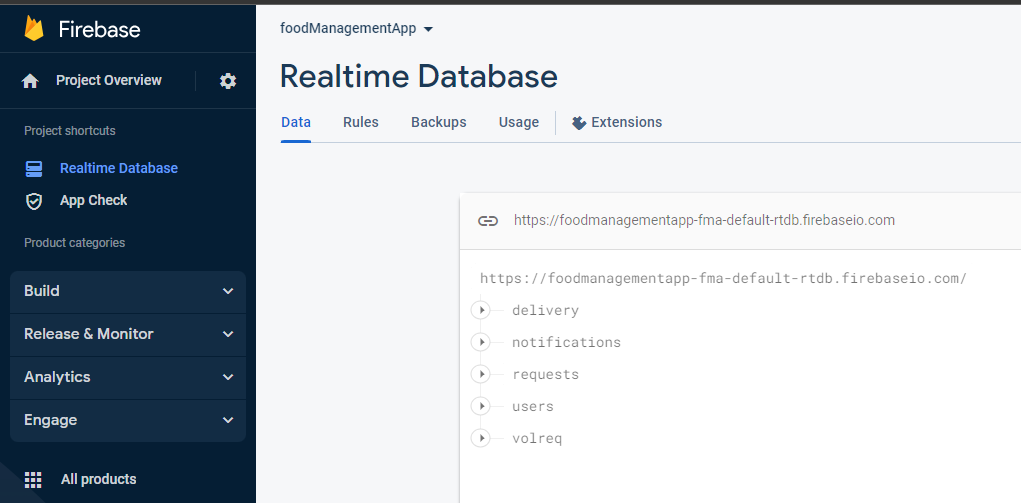 Firebase
Project Overview
Project shortcuts
Realtime Database
App Check
Product categories
Build
Release & Monitor
Analytics
Engage
All products
foodManagementApp
Realtime Database
Data Rules Backups Usage Extensions
https://foodmanagementapp-fma-default-rtdb.firebaseio.com
https://foodmanagementapp-fma-default-rtdb.firebaseio.com/
delivery
notifications
requests
users
volreq